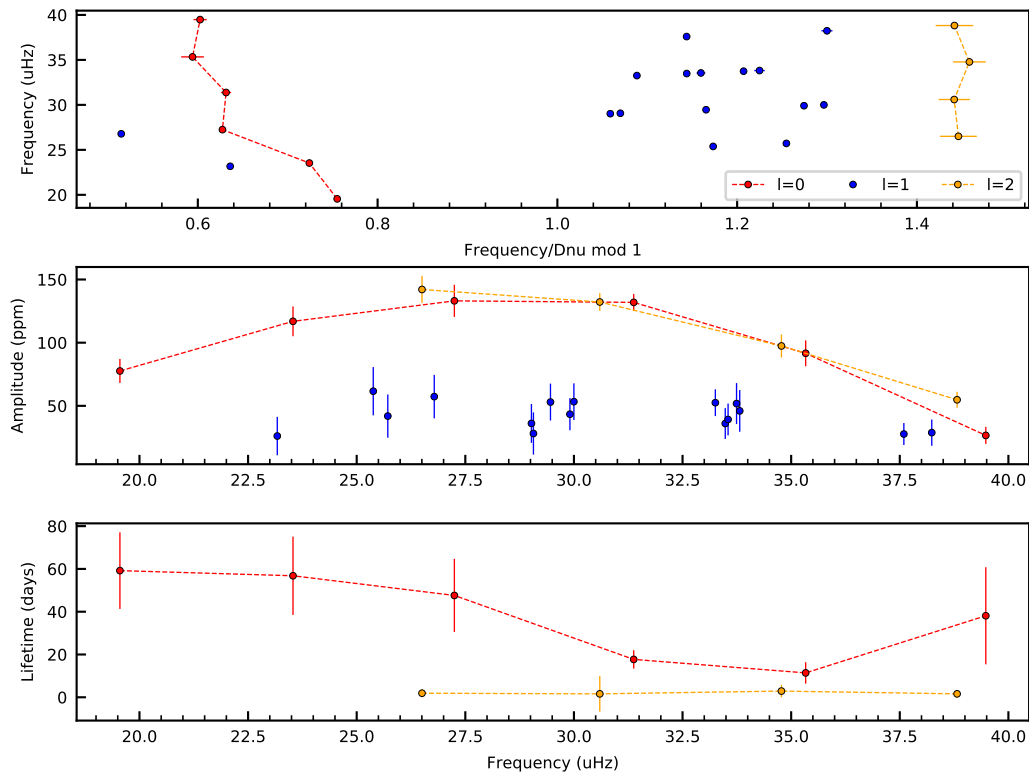 Frequency (uHz)
40
35
30
25
20
l=0 l=1 l=2
0.6 0.8 1.0 1.2 1.4
Frequency/Dnu mod 1
Amplitude (ppm)
150
100
50
20.0 22.5 25.0 27.5 30.0 32.5 35.0 37.5 40.0
Lifetime (days)
80
60
40
20
0
20.0 22.5 25.0 27.5 30.0 32.5 35.0 37.5 40.0
Frequency (uHz)